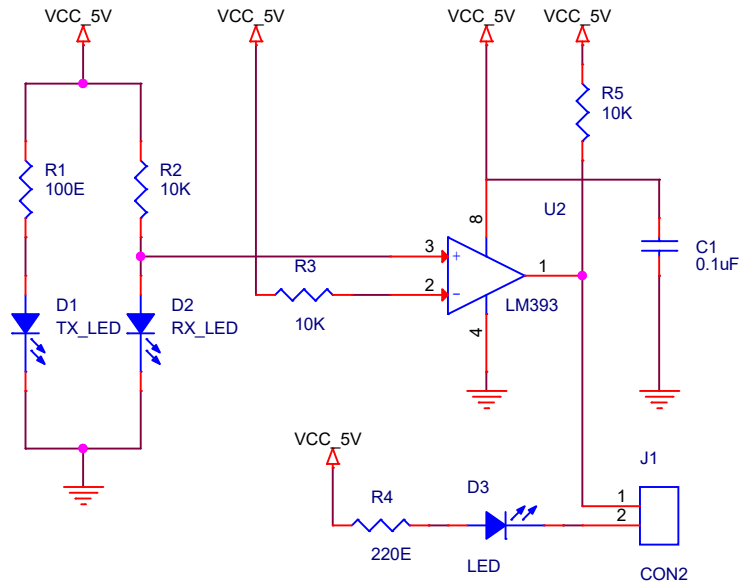 VCC_5V
VCC_5V
VCC_5V
VCC_5V
R1
100E
R2
10K
R5
10K
8
U2
3
+
1
2
−
LM393
4
R3
10K
C1
0.1uF
D1
TX_LED
D2
RX_LED
VCC_5V
R4
220E
D3
LED
J1
1
2
CON2